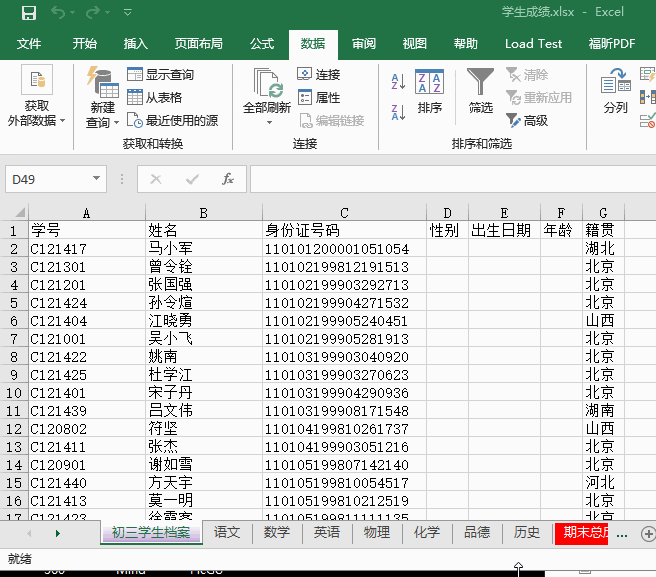 学生成绩.xlsx - Excel
文件 开始 插入 页面布局 公式 数据 审阅 视图 帮助 Load Test 福昕PDF
获取 外部数据
新建 查询
显示查询
从表格
最近使用的源
获取和转换
全部刷新
连接
属性
编辑链接
连接
排序
筛选
清除
重新应用
高级
排序和筛选
分列
D49 fx
A B C D E F G
1 学号 姓名 身份证号码 性别 出生日期 年龄 籍贯
2 C121417 马小军 110101200001051054 湖北
3 C121301 曾令铨 110102199812191513 北京
4 C121201 张国强 110102199903292713 北京
5 C121424 孙令煊 110102199904271532 北京
6 C121404 江晓勇 110102199905240451 山西
7 C121001 吴小飞 110102199905281913 北京
8 C121422 姚南 110103199903040920 北京
9 C121425 杜学江 110103199903270623 北京
10 C121401 宋子丹 110103199904290936 北京
11 C121439 吕文伟 110103199908171548 湖南
12 C120802 符坚 110104199810261737 山西
13 C121411 张杰 110104199903051216 北京
14 C120901 谢如雪 110105199807142140 北京
15 C121440 方天宇 110105199810054517 河北
16 C121413 莫一明 110105199810212519 北京
17 C121423 徐霞客 110105199811111135 北京
初三学生档案 语文 数学 英语 物理 化学 品德 历史 期末总 ...
就绪